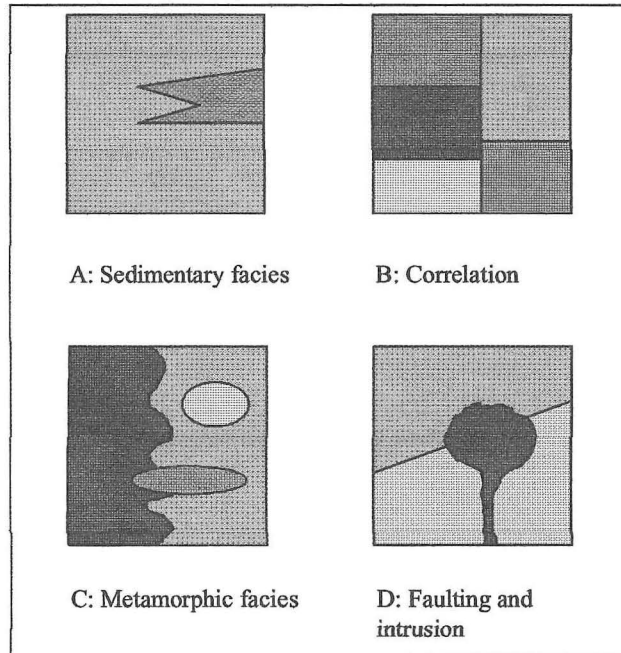 A: Sedimentary facies
B: Correlation
C: Metamorphic facies
D: Faulting and
intrusion